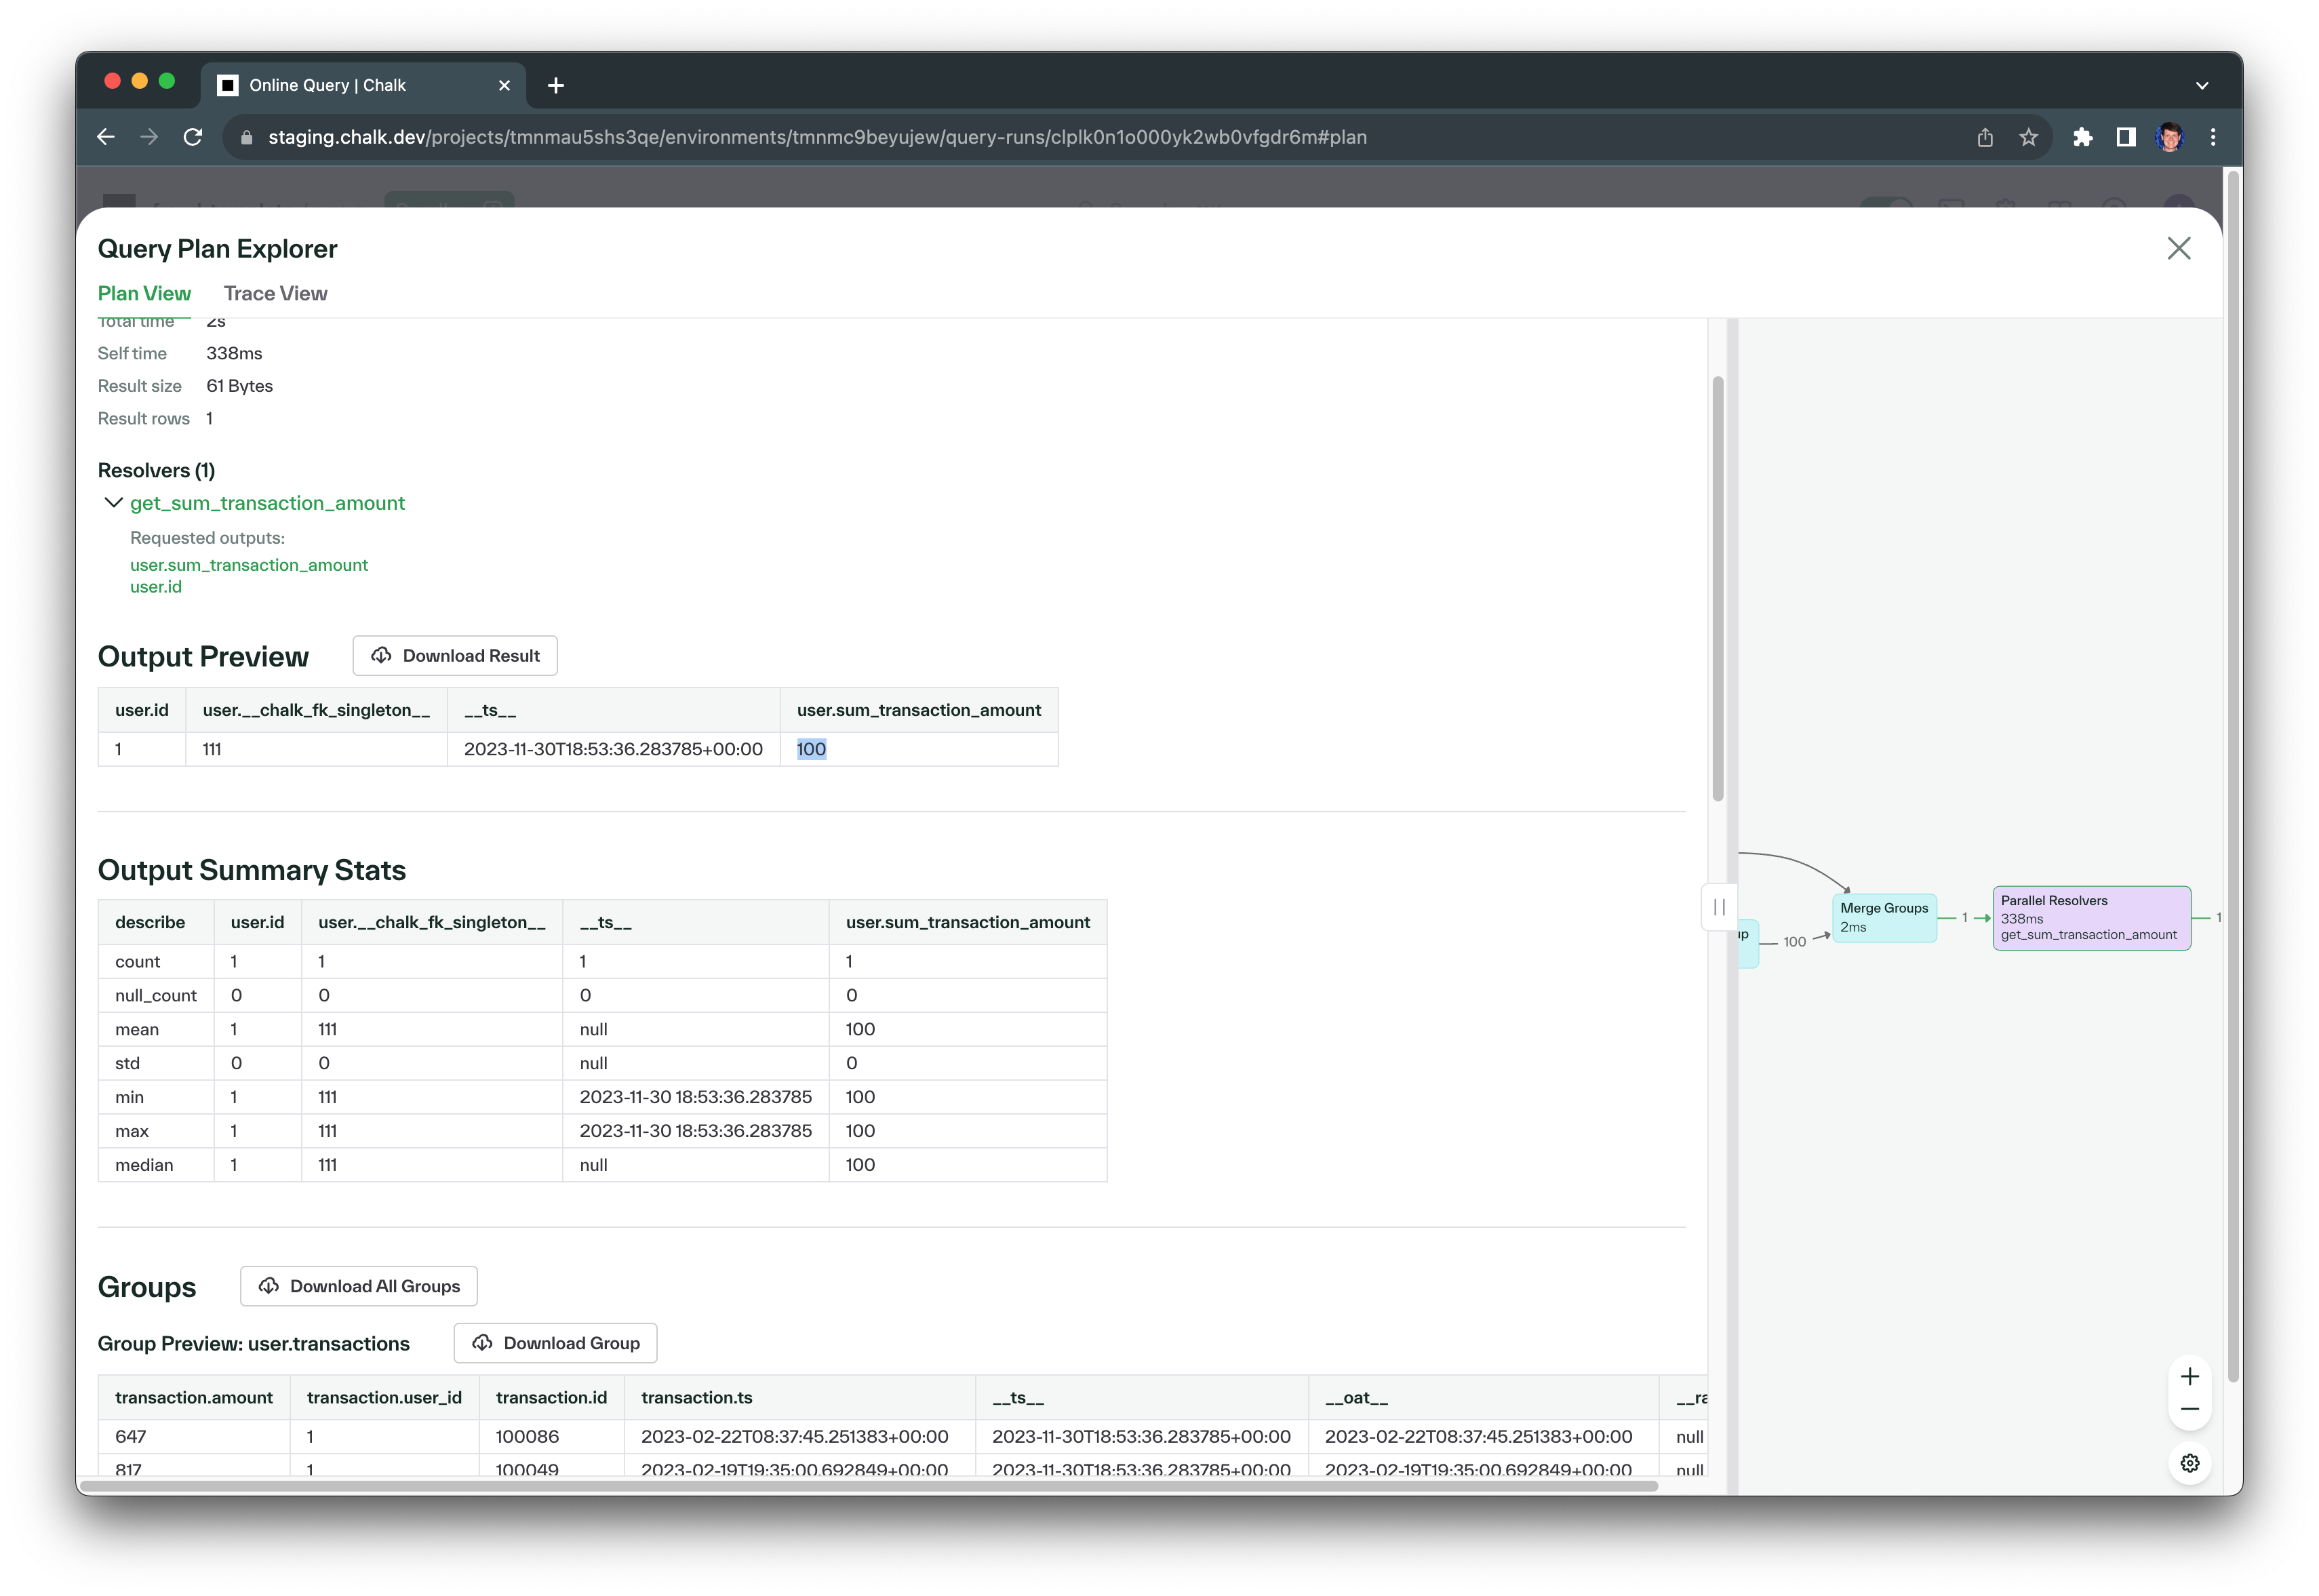 Online Query | Chalk
staging.chalk.dev/projects/tmnmau5shs3qe/environments/tmnmc9beyujew/query-runs/clplk0n1o000yk2wb0vfgdr6m#plan
Query Plan Explorer
Plan View Trace View
Total time 2s
Self time 338ms
Result size 61 Bytes
Result rows 1
Resolvers (1)
get_sum_transaction_amount
Requested outputs:
user.sum_transaction_amount
user.id
Output Preview Download Result
user.id user.__chalk_fk_singleton__ __ts__ user.sum_transaction_amount
1 111 2023-11-30T18:53:36.283785+00:00 100
Output Summary Stats
describe user.id user.__chalk_fk_singleton__ __ts__ user.sum_transaction_amount
count 1 1 1 1
null_count 0 0 0 0
mean 1 111 null 100
std 0 0 null 0
min 1 111 2023-11-30 18:53:36.283785 100
max 1 111 2023-11-30 18:53:36.283785 100
median 1 111 null 100
Groups Download All Groups
Group Preview: user.transactions Download Group
transaction.amount transaction.user_id transaction.id transaction.ts __ts__ __oat__ __ra
647 1 100086 2023-02-22T08:37:45.251383+00:00 2023-11-30T18:53:36.283785+00:00 2023-02-22T08:37:45.251383+00:00 null
817 1 100049 2023-02-19T19:35:00.692849+00:00 2023-11-30T18:53:36.283785+00:00 2023-02-19T19:35:00.692849+00:00 null
up
100
Merge Groups
2ms
1
Parallel Resolvers
338ms
get_sum_transaction_amount
1